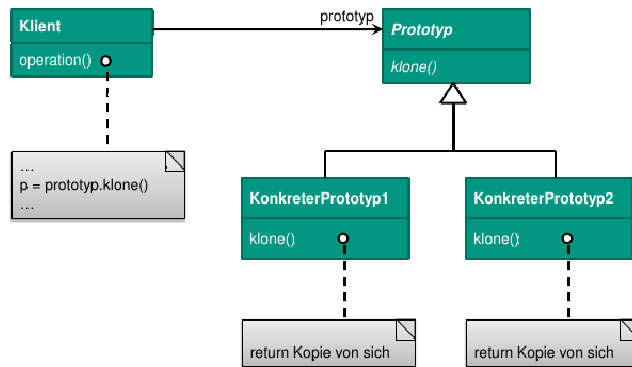 Klient
operation()
prototyp
Prototyp
klone()
...
p = prototyp.klone()
...
KonkreterPrototyp1
klone()
KonkreterPrototyp2
klone()
return Kopie von sich
return Kopie von sich